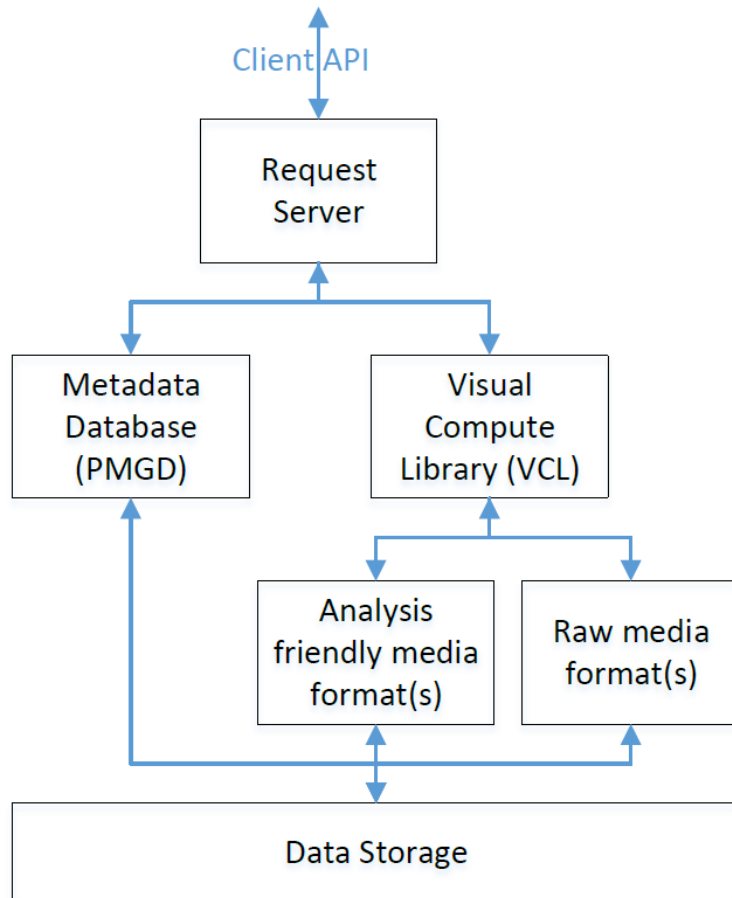 Client API
Request
Server
Metadata
Database
(PMGD)
Visual
Compute
Library (VCL)
Analysis
friendly media
format(s)
Raw media
format(s)
Data Storage